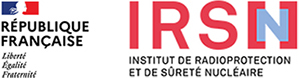 RÉPUBLIQUE
FRANÇAISE
Liberté
Égalité
Fraternité
IRSN
INSTITUT DE RADIOPROTECTION
ET DE SÛRETÉ NUCLÉAIRE